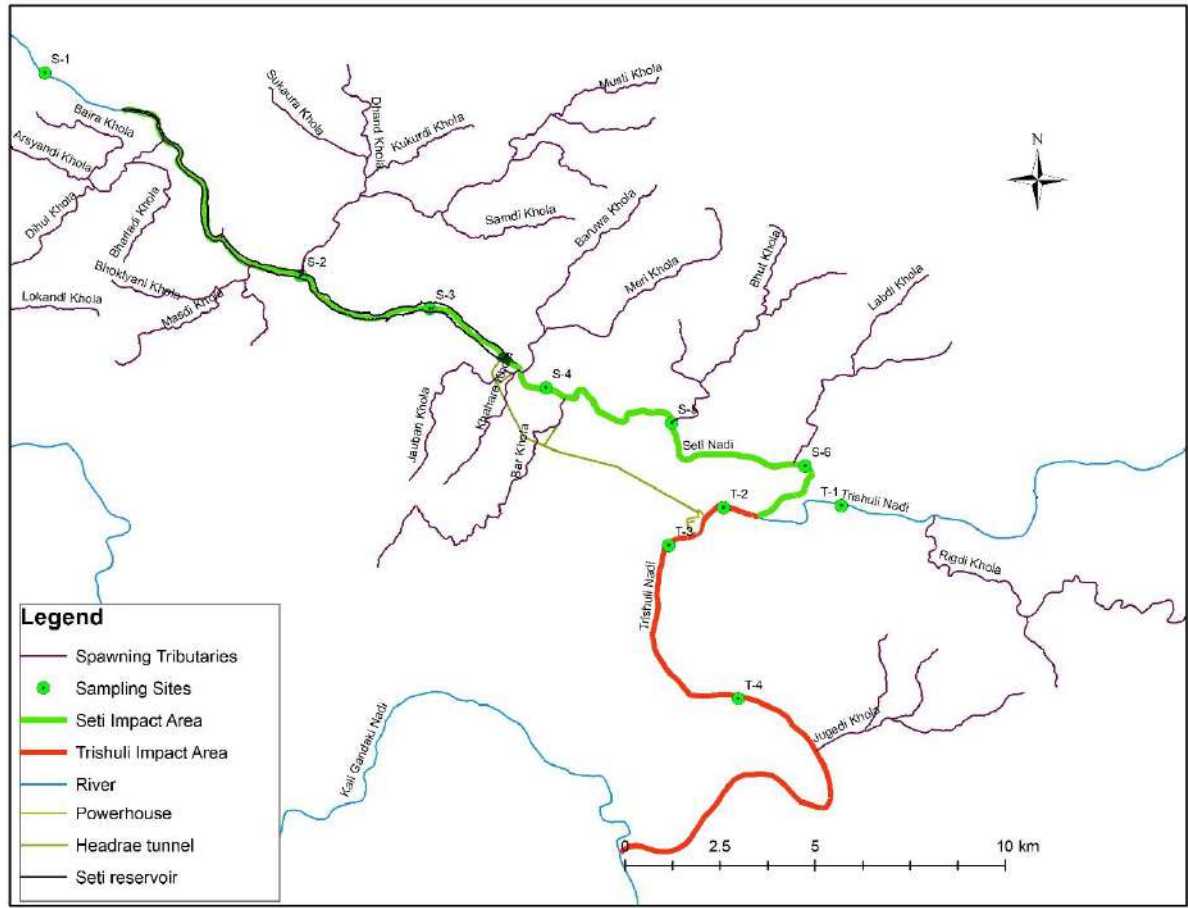 S-1
Musti Khola
Sukaura Khola
Dhand Khola
Kukurdi Khola
Baira Khola
Arsyandi Khola
N
Dihul Khola
Bhartadi Khola
Samdi Khola
Baruwa Khola
Meri Khola
Bhut Khola
Labdi Khola
S-2
Bhoktyani Khola
Lokandi Khola
Masdi Khola
S-3
S-4
Jauban Khola
Khahare
Bar Khola
S-5
Seti Nadi
S-6
T-2
T-1
Trishuli Nadi
T-3
Rigdi Khola
Trishuli Nadi
T-4
Jugedi Khola
Kali Gandaki Nadi
Legend
Spawning Tributaries
Sampling Sites
Seti Impact Area
Trishuli Impact Area
River
Powerhouse
Headrae tunnel
Seti reservoir
0 2.5 5 10 km